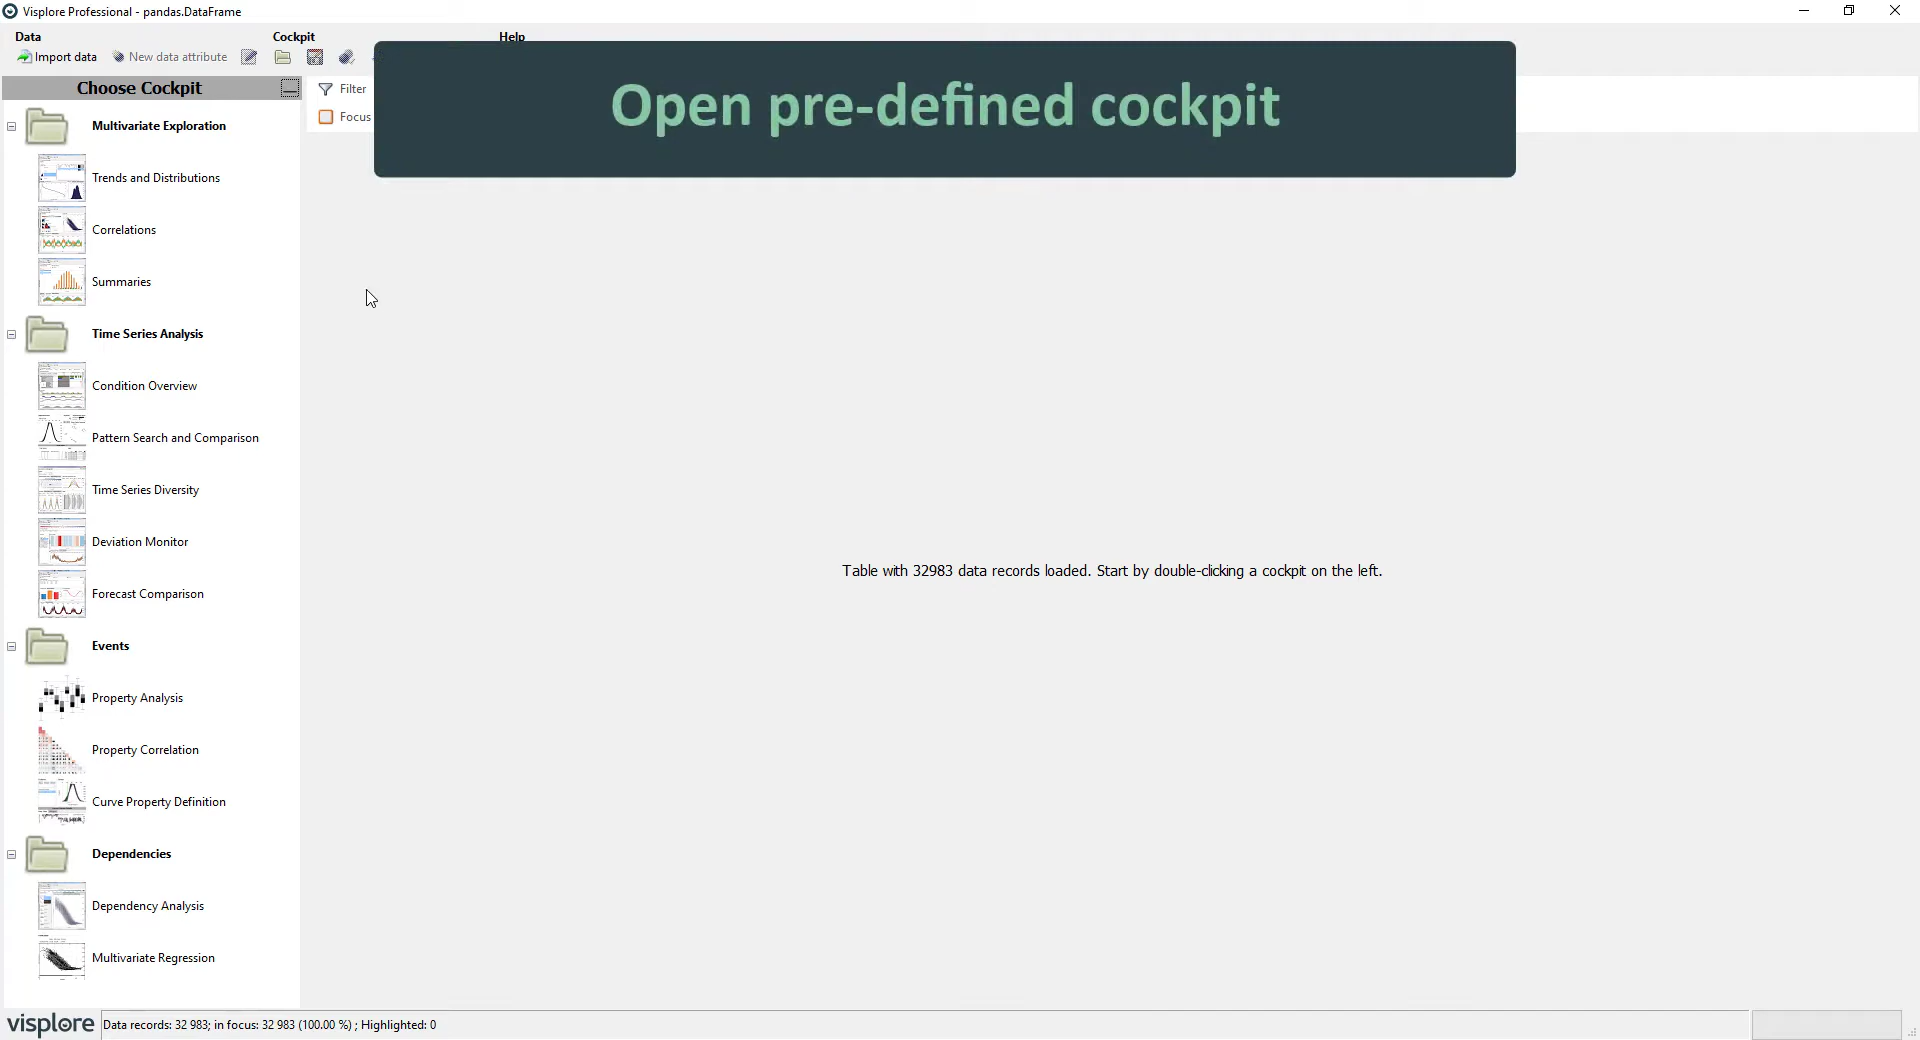 Visplore Professional - pandas.DataFrame
Data
Cockpit
Help
Import data
New data attribute
Open pre-defined cockpit
Choose Cockpit
Filter
Focus
Multivariate Exploration
Trends and Distributions
Correlations
Summaries
Time Series Analysis
Condition Overview
Pattern Search and Comparison
Time Series Diversity
Deviation Monitor
Forecast Comparison
Events
Property Analysis
Property Correlation
Curve Property Definition
Dependencies
Dependency Analysis
Multivariate Regression
Table with 32983 data records loaded. Start by double-clicking a cockpit on the left.
visplore
Data records: 32 983; in focus: 32 983 (100.00 %) ; Highlighted: 0